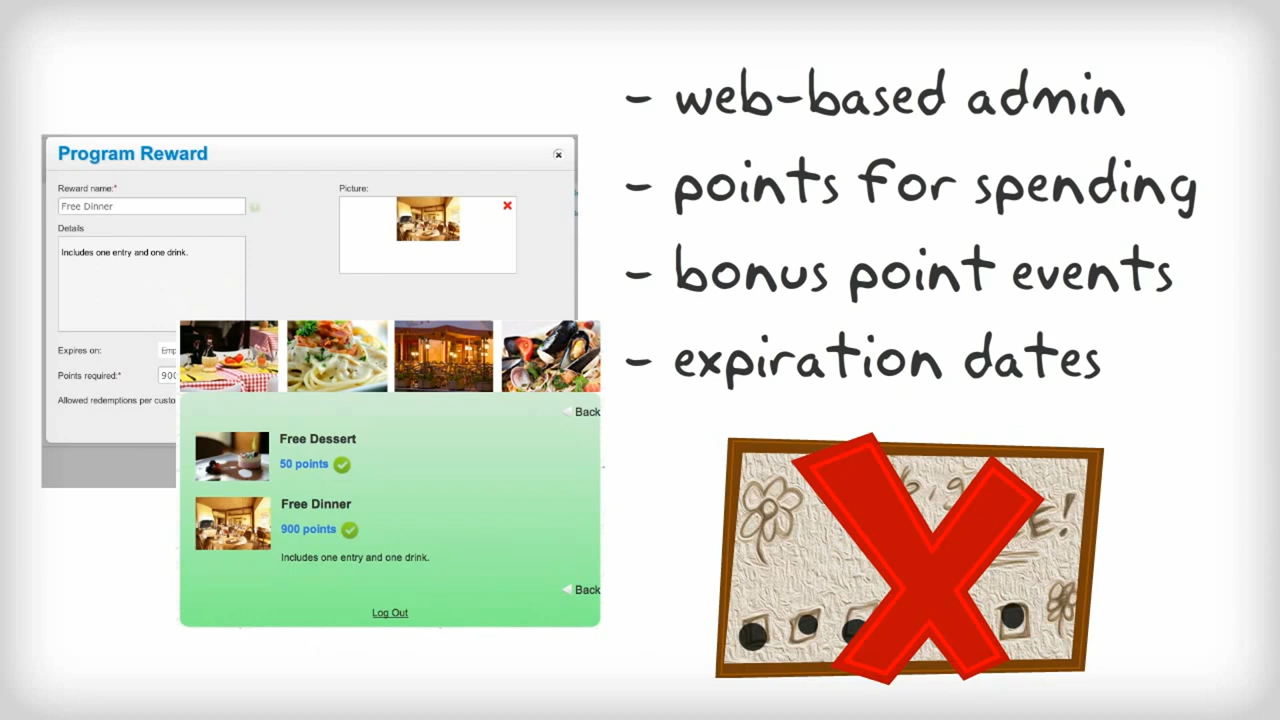 Program Reward
Reward name:*
Free Dinner
Details
Includes one entry and one drink.
Picture:
Expires on:
Points required:*
900
Allowed redemptions per custo
Back
Free Dessert
50 points
Free Dinner
900 points
Includes one entry and one drink.
Back
Log Out
- web-based admin
- points for spending
- bonus point events
- expiration dates